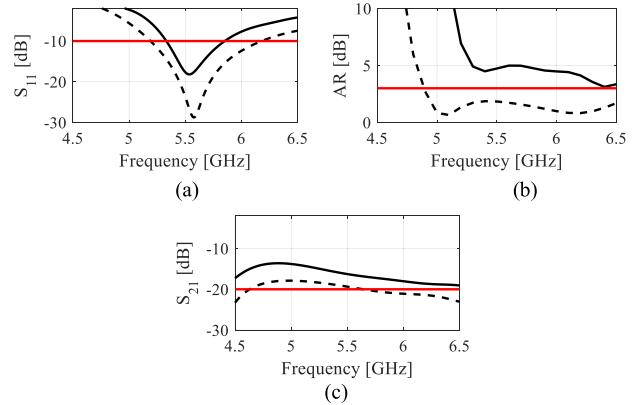 -10
-20
-30
S11 [dB]
4.5 5 5.5 6 6.5
Frequency [GHz]
(a)
10
5
0
AR [dB]
4.5 5 5.5 6 6.5
Frequency [GHz]
(b)
-10
-20
-30
S21 [dB]
4.5 5 5.5 6 6.5
Frequency [GHz]
(c)